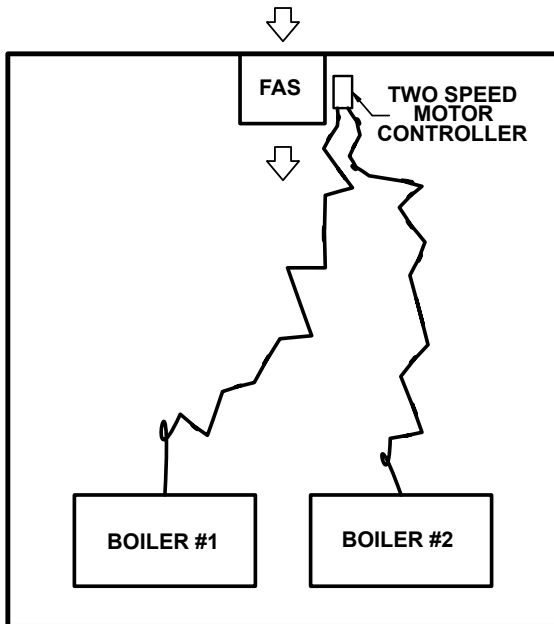 FAS
TWO SPEED
MOTOR
CONTROLLER
BOILER #1
BOILER #2